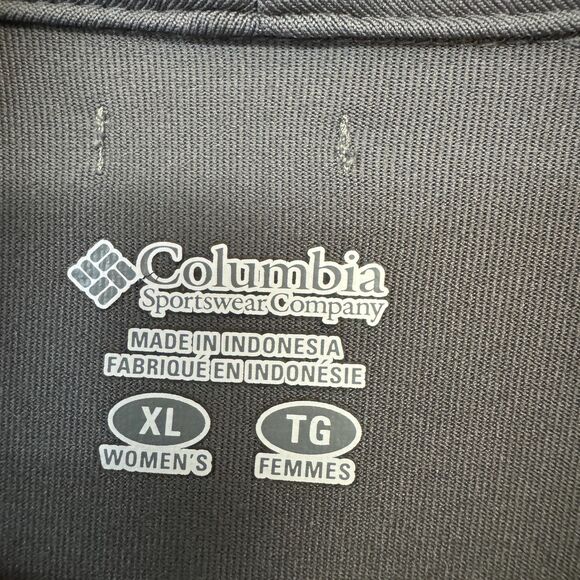 Columbia
Sportswear Company
MADE IN INDONESIA
FABRIQUÉ EN INDONÉSIE
XL TG
WOMEN'S FEMMES